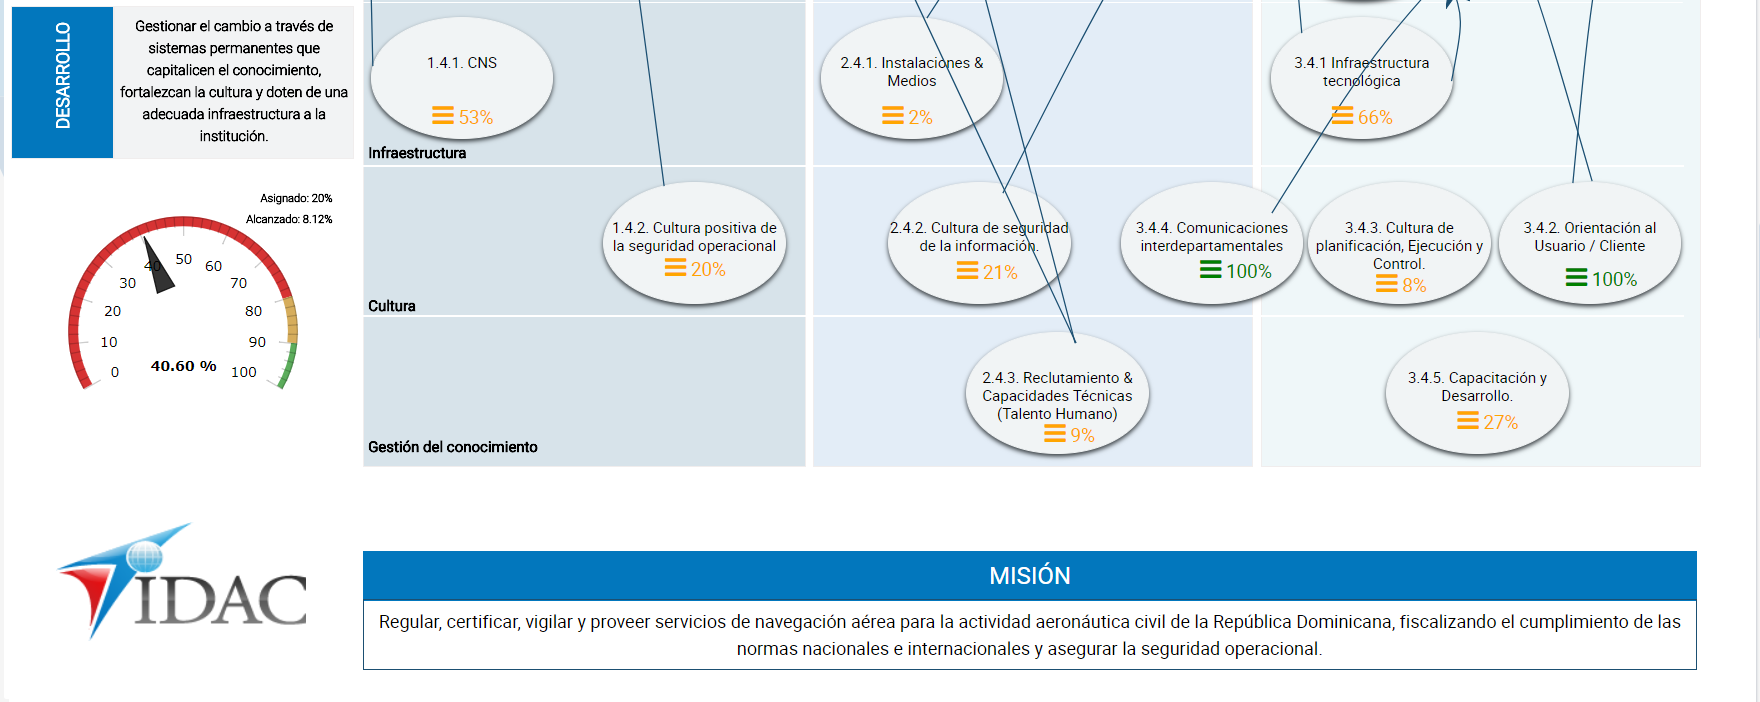 DESARROLLO
Gestionar el cambio a través de
sistemas permanentes que
capitalicen el conocimiento,
fortalezcan la cultura y doten de una
adecuada infraestructura a la
institución.
Asignado: 20%
Alcanzado: 8.12%
0
10
20
30
40
50
60
70
80
90
100
40.60 %
1.4.1. CNS
53%
2.4.1. Instalaciones &
Medios
2%
3.4.1 Infraestructura
tecnológica
66%
Infraestructura
1.4.2. Cultura positiva de
la seguridad operacional
20%
2.4.2. Cultura de seguridad
de la información.
21%
3.4.4. Comunicaciones
interdepartamentales
100%
3.4.3. Cultura de
planificación, Ejecución y
Control.
8%
3.4.2. Orientación al
Usuario / Cliente
100%
Cultura
2.4.3. Reclutamiento &
Capacidades Técnicas
(Talento Humano)
9%
3.4.5. Capacitación y
Desarrollo.
27%
Gestión del conocimiento
IDAC
MISIÓN
Regular, certificar, vigilar y proveer servicios de navegación aérea para la actividad aeronáutica civil de la República Dominicana, fiscalizando el cumplimiento de las
normas nacionales e internacionales y asegurar la seguridad operacional.